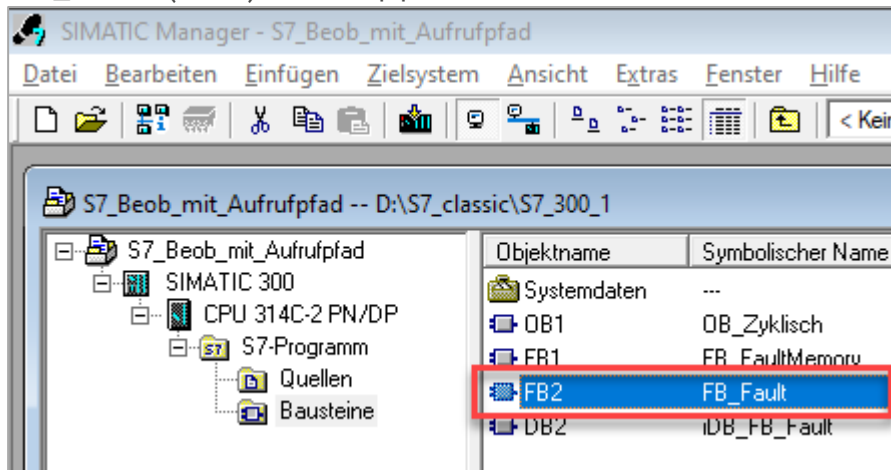 SIMATIC Manager - S7_Beob_mit_Aufrufpfad
Datei Bearbeiten Einfügen Zielsystem Ansicht Extras Fenster Hilfe
< Kein
S7_Beob_mit_Aufrufpfad -- D:\S7_classic\S7_300_1
S7_Beob_mit_Aufrufpfad
SIMATIC 300
CPU 314C-2 PN/DP
S7-Programm
Quellen
Bausteine
Objektname Symbolischer Name
Systemdaten ---
OB1 OB_Zyklisch
FB1 FB_FaultMemory
FB2 FB_Fault
DB2 iDB_FB_Fault